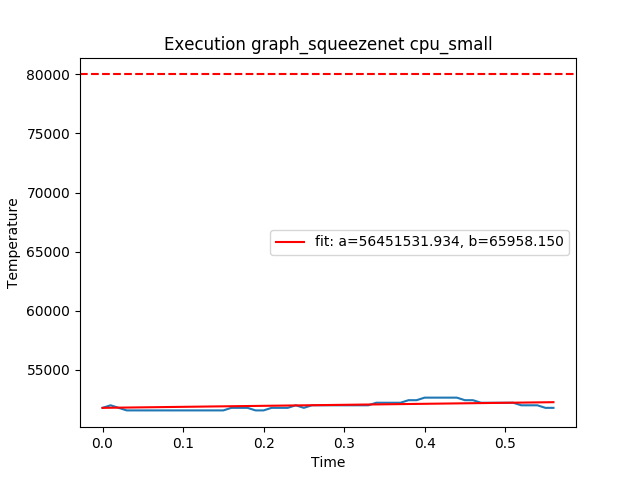 Execution graph_squeezenet cpu_small
80000
75000
70000
65000
60000
55000
Temperature
fit: a=56451531.934, b=65958.150
0.0 0.1 0.2 0.3 0.4 0.5
Time